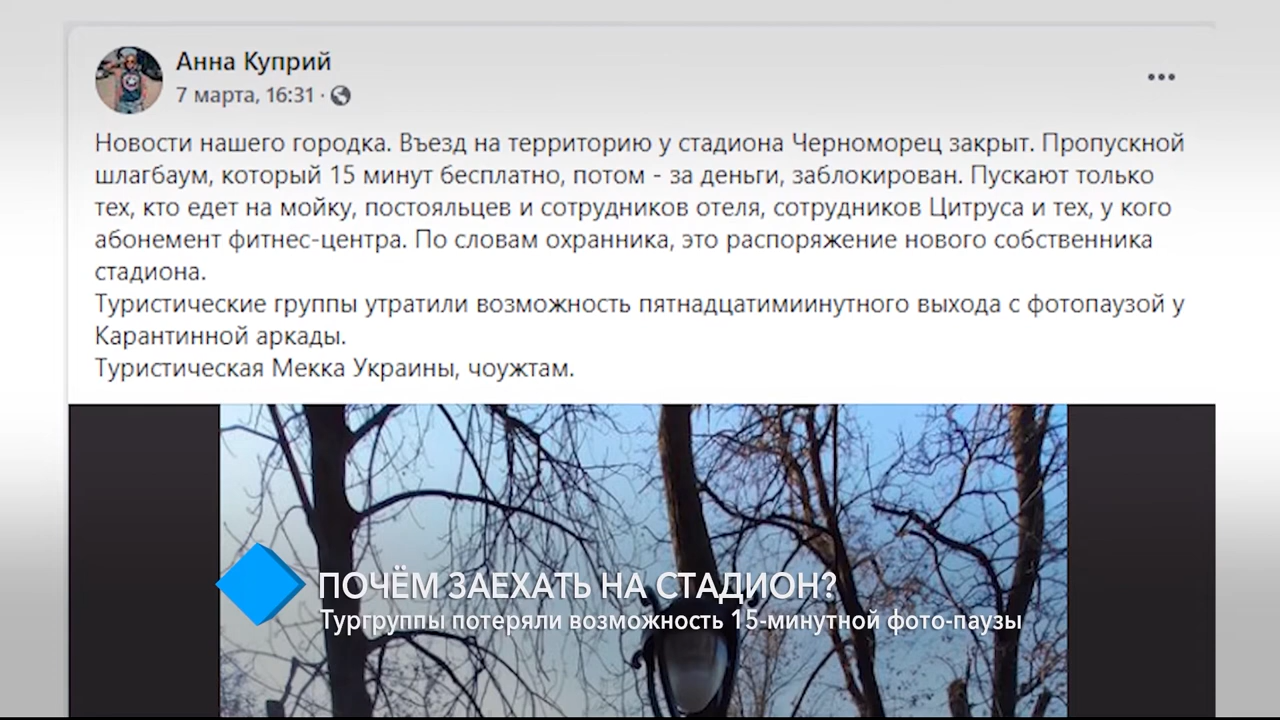 Анна Куприй
7 марта, 16:31 ·
Новости нашего городка. Въезд на территорию у стадиона Черноморец закрыт. Пропускной
шлагбаум, который 15 минут бесплатно, потом - за деньги, заблокирован. Пускают только
тех, кто едет на мойку, постояльцев и сотрудников отеля, сотрудников Цитруса и тех, у кого
абонемент фитнес-центра. По словам охранника, это распоряжение нового собственника
стадиона.
Туристические группы утратили возможность пятнадцатимиинутного выхода с фотопаузой у
Карантинной аркады.
Туристическая Мекка Украины, чоужтам.
ПОЧЁМ ЗАЕХАТЬ НА СТАДИОН?
Тургруппы потеряли возможность 15-минутной фото-паузы